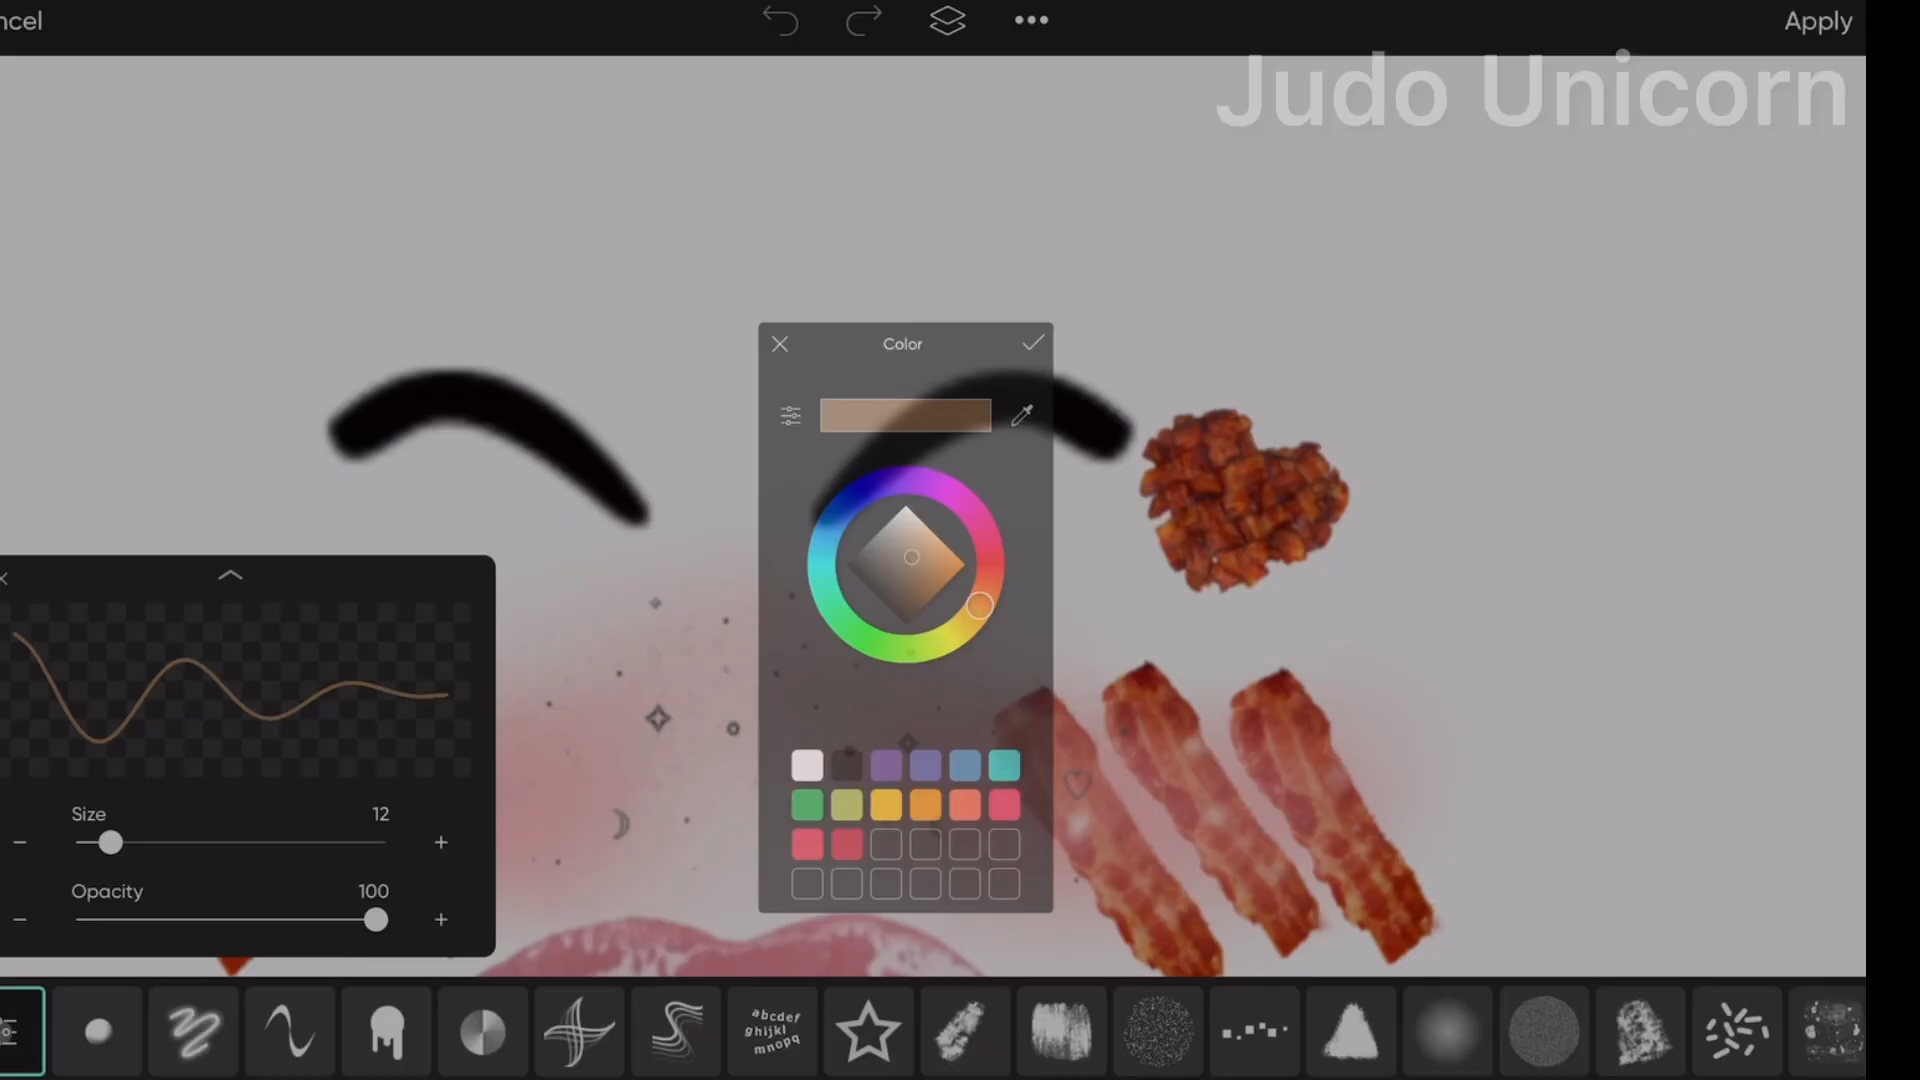 ncel
Apply
Judo Unicorn
Color
Size 12
Opacity 100
abcdef
ghijkl
mnopq